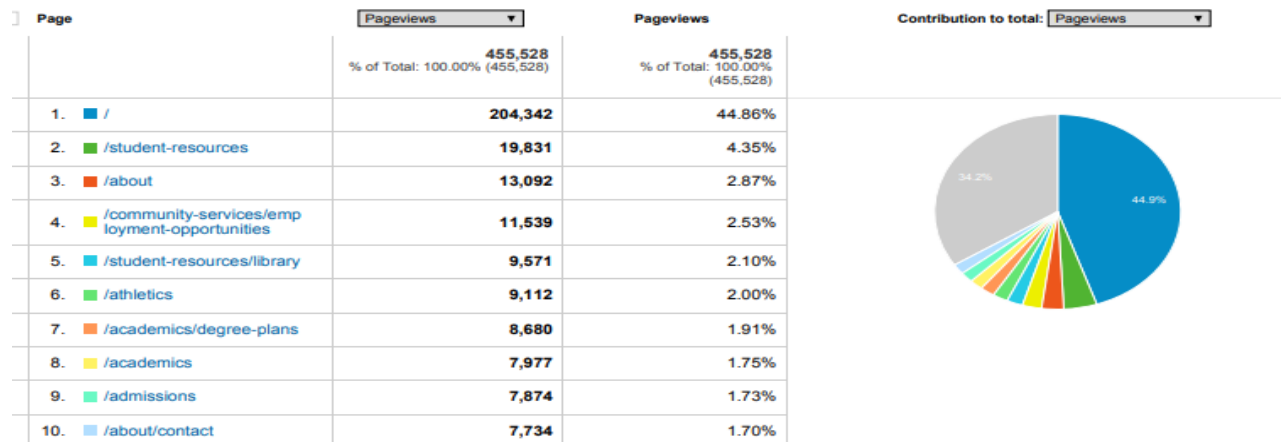 Page Pageviews ▼ Pageviews Contribution to total: Pageviews ▼
455,528 455,528
% of Total: 100.00% (455,528) % of Total: 100.00%
(455,528)
1. / 204,342 44.86%
2. /student-resources 19,831 4.35%
3. /about 13,092 2.87%
4. /community-services/emp
loyment-opportunities 11,539 2.53%
5. /student-resources/library 9,571 2.10%
6. /athletics 9,112 2.00%
7. /academics/degree-plans 8,680 1.91%
8. /academics 7,977 1.75%
9. /admissions 7,874 1.73%
10. /about/contact 7,734 1.70%
34.2%
44.9%